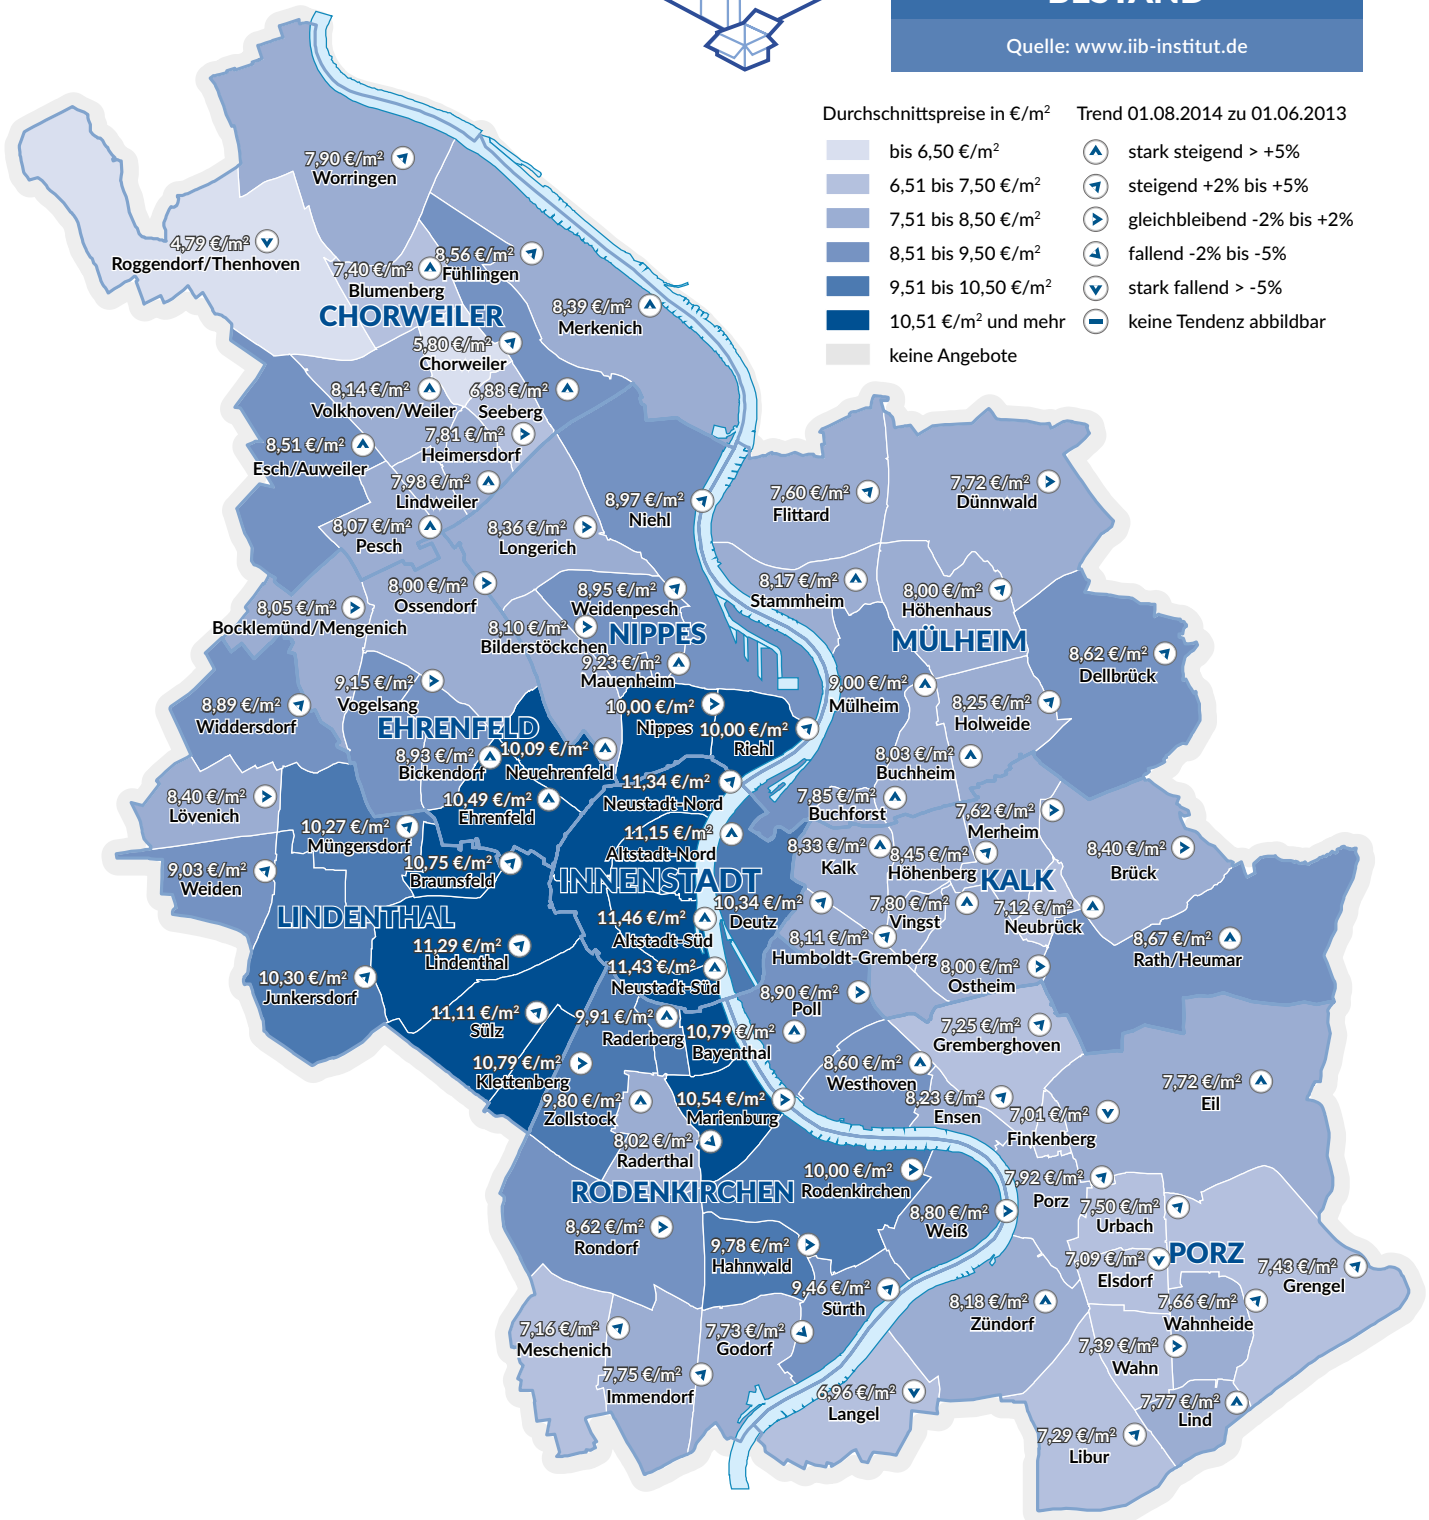 BESTAND
Quelle: www.iib-institut.de
Durchschnittspreise in €/m²
bis 6,50 €/m²
6,51 bis 7,50 €/m²
7,51 bis 8,50 €/m²
8,51 bis 9,50 €/m²
9,51 bis 10,50 €/m²
10,51 €/m² und mehr
keine Angebote
Trend 01.08.2014 zu 01.06.2013
stark steigend > +5%
steigend +2% bis +5%
gleichbleibend -2% bis +2%
fallend -2% bis -5%
stark fallend > -5%
keine Tendenz abbildbar
7,90 €/m²
Worringen
4,79 €/m²
Roggendorf/Thenhoven
7,40 €/m²
Blumenberg
8,56 €/m²
Fühlingen
CHORWEILER
8,39 €/m²
Merkenich
5,80 €/m²
Chorweiler
8,14 €/m²
Volkhoven/Weiler
6,88 €/m²
Seeberg
8,51 €/m²
Esch/Auweiler
7,81 €/m²
Heimersdorf
7,98 €/m²
Lindweiler
8,07 €/m²
Pesch
8,36 €/m²
Longerich
8,97 €/m²
Niehl
7,60 €/m²
Flittard
7,72 €/m²
Dünnwald
8,00 €/m²
Ossendorf
8,05 €/m²
Bocklemünd/Mengenich
8,95 €/m²
Weidenpesch
8,10 €/m²
Bilderstöckchen
NIPPES
9,23 €/m²
Mauenheim
8,17 €/m²
Stammheim
8,00 €/m²
Höhenhaus
MÜLHEIM
8,62 €/m²
Dellbrück
9,15 €/m²
Vogelsang
8,89 €/m²
Widdersdorf
EHRENFELD
10,00 €/m²
Nippes
10,00 €/m²
Riehl
9,00 €/m²
Mülheim
8,25 €/m²
Holweide
8,93 €/m²
Bickendorf
10,09 €/m²
Neuehrenfeld
8,03 €/m²
Buchheim
11,34 €/m²
Neustadt-Nord
8,40 €/m²
Lövenich
10,49 €/m²
Ehrenfeld
7,85 €/m²
Buchforst
7,62 €/m²
Merheim
10,27 €/m²
Müngersdorf
11,15 €/m²
Altstadt-Nord
8,33 €/m²
Kalk
8,45 €/m²
Höhenberg
8,40 €/m²
Brück
9,03 €/m²
Weiden
10,75 €/m²
Braunsfeld
INNENSTADT
KALK
LINDENTHAL
11,46 €/m²
Altstadt-Süd
10,34 €/m²
Deutz
7,80 €/m²
Vingst
7,12 €/m²
Neubrück
11,29 €/m²
Lindenthal
8,11 €/m²
Humboldt-Gremberg
8,67 €/m²
Rath/Heumar
10,30 €/m²
Junkersdorf
11,43 €/m²
Neustadt-Süd
8,00 €/m²
Ostheim
8,90 €/m²
Poll
11,11 €/m²
Sülz
9,91 €/m²
Raderberg
10,79 €/m²
Bayenthal
7,25 €/m²
Gremberghoven
10,79 €/m²
Klettenberg
8,60 €/m²
Westhoven
7,72 €/m²
Eil
9,80 €/m²
Zollstock
10,54 €/m²
Marienburg
8,23 €/m²
Ensen
7,01 €/m²
Finkenberg
8,02 €/m²
Raderthal
10,00 €/m²
Rodenkirchen
7,92 €/m²
Porz
RODENKIRCHEN
8,80 €/m²
Weiß
7,50 €/m²
Urbach
8,62 €/m²
Rondorf
9,78 €/m²
Hahnwald
7,09 €/m²
Elsdorf
PORZ
7,43 €/m²
Grengel
9,46 €/m²
Sürth
8,18 €/m²
Zündorf
7,66 €/m²
Wahnheide
7,16 €/m²
Meschenich
7,73 €/m²
Godorf
7,39 €/m²
Wahn
7,75 €/m²
Immendorf
6,96 €/m²
Langel
7,77 €/m²
Lind
7,29 €/m²
Libur